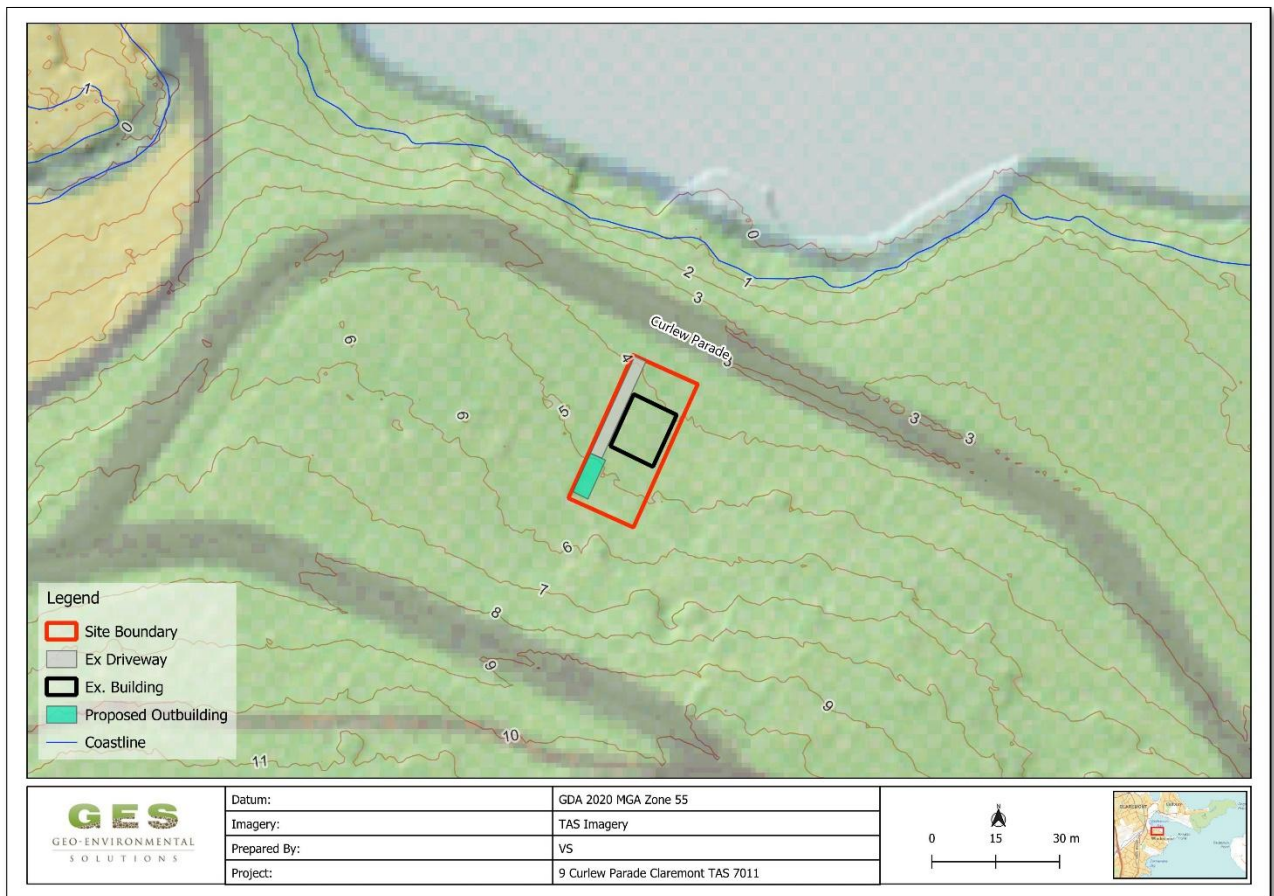 1
0
0
2
1
3
Curlew Parade
4
3
6
5
6
3
3
6
7
8
9
9
10
11
Legend
Site Boundary
Ex Driveway
Ex. Building
Proposed Outbuilding
Coastline
GES
GEO-ENVIRONMENTAL
SOLUTIONS
Datum: GDA 2020 MGA Zone 55
Imagery: TAS Imagery
Prepared By: VS
Project: 9 Curlew Parade Claremont TAS 7011
N
0 15 30 m
CLAREMONT